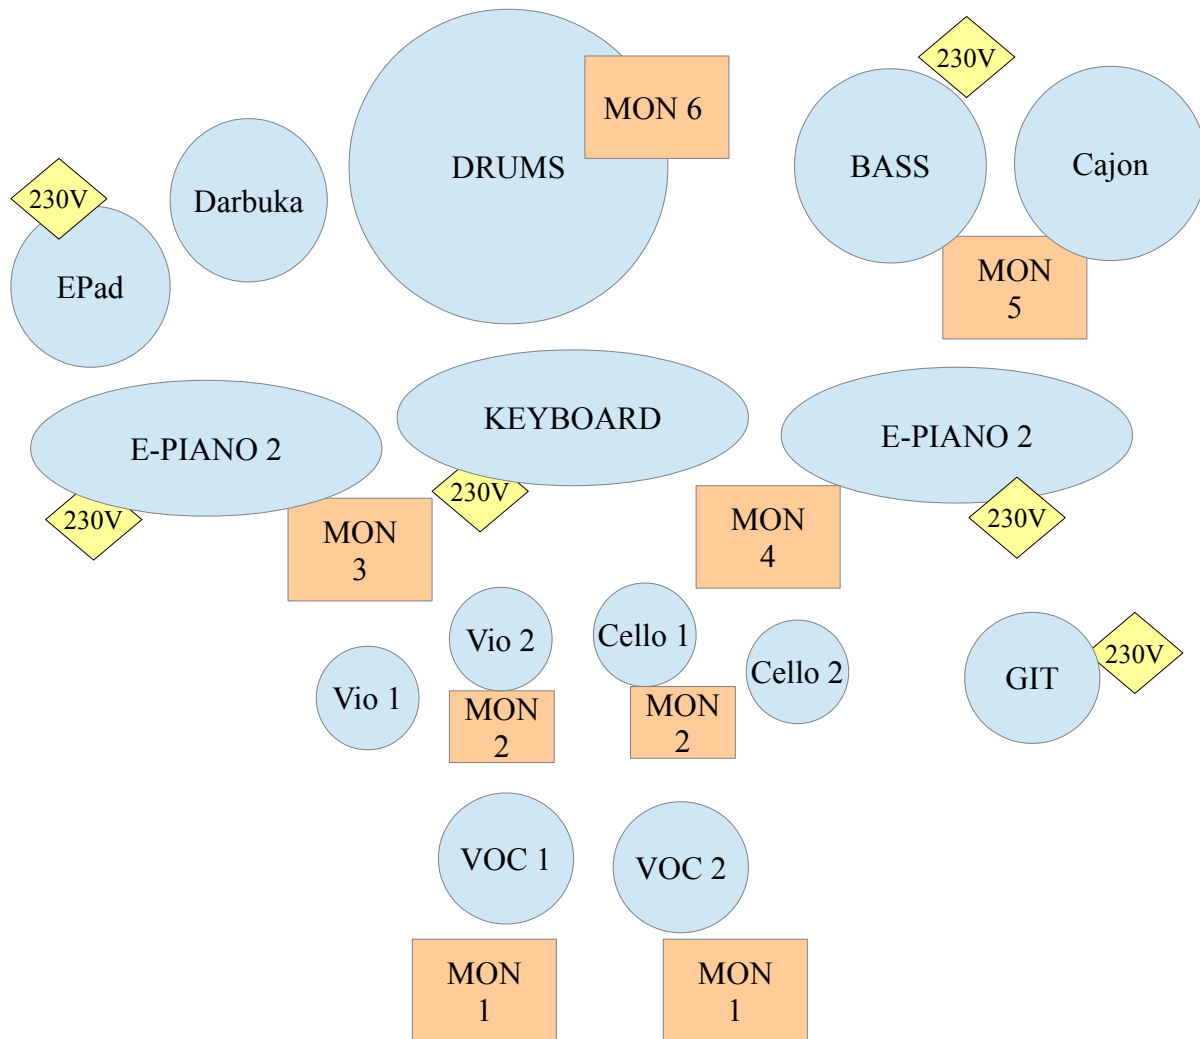 230V
MON 6
DRUMS
BASS
Cajon
230V
Darbuka
EPad
MON
5
KEYBOARD
E-PIANO 2
E-PIANO 2
230V
230V
230V
MON
3
MON
4
Vio 2
Cello 1
Vio 1
Cello 2
GIT
230V
MON
2
MON
2
VOC 1
VOC 2
MON
1
MON
1